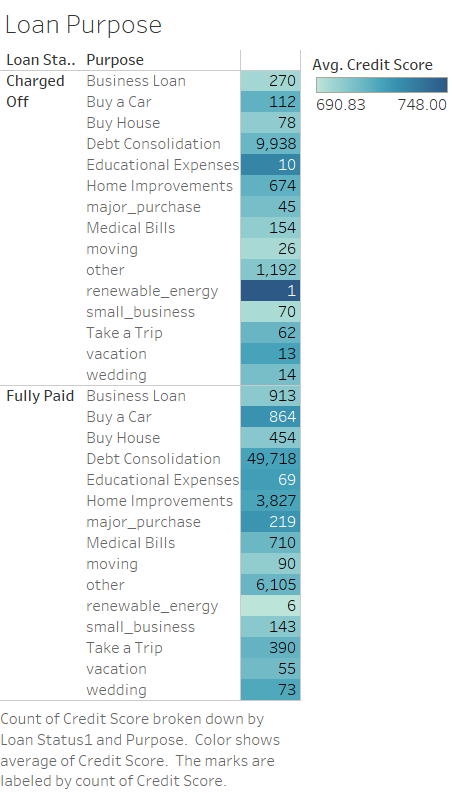 Loan Purpose
Loan Sta.. Purpose
Avg. Credit Score
690.83 748.00
Charged Business Loan 270
Off Buy a Car 112
Buy House 78
Debt Consolidation 9,938
Educational Expenses 10
Home Improvements 674
major_purchase 45
Medical Bills 154
moving 26
other 1,192
renewable_energy 1
small_business 70
Take a Trip 62
vacation 13
wedding 14
Fully Paid Business Loan 913
Buy a Car 864
Buy House 454
Debt Consolidation 49,718
Educational Expenses 69
Home Improvements 3,827
major_purchase 219
Medical Bills 710
moving 90
other 6,105
renewable_energy 6
small_business 143
Take a Trip 390
vacation 55
wedding 73
Count of Credit Score broken down by
Loan Status1 and Purpose. Color shows
average of Credit Score. The marks are
labeled by count of Credit Score.